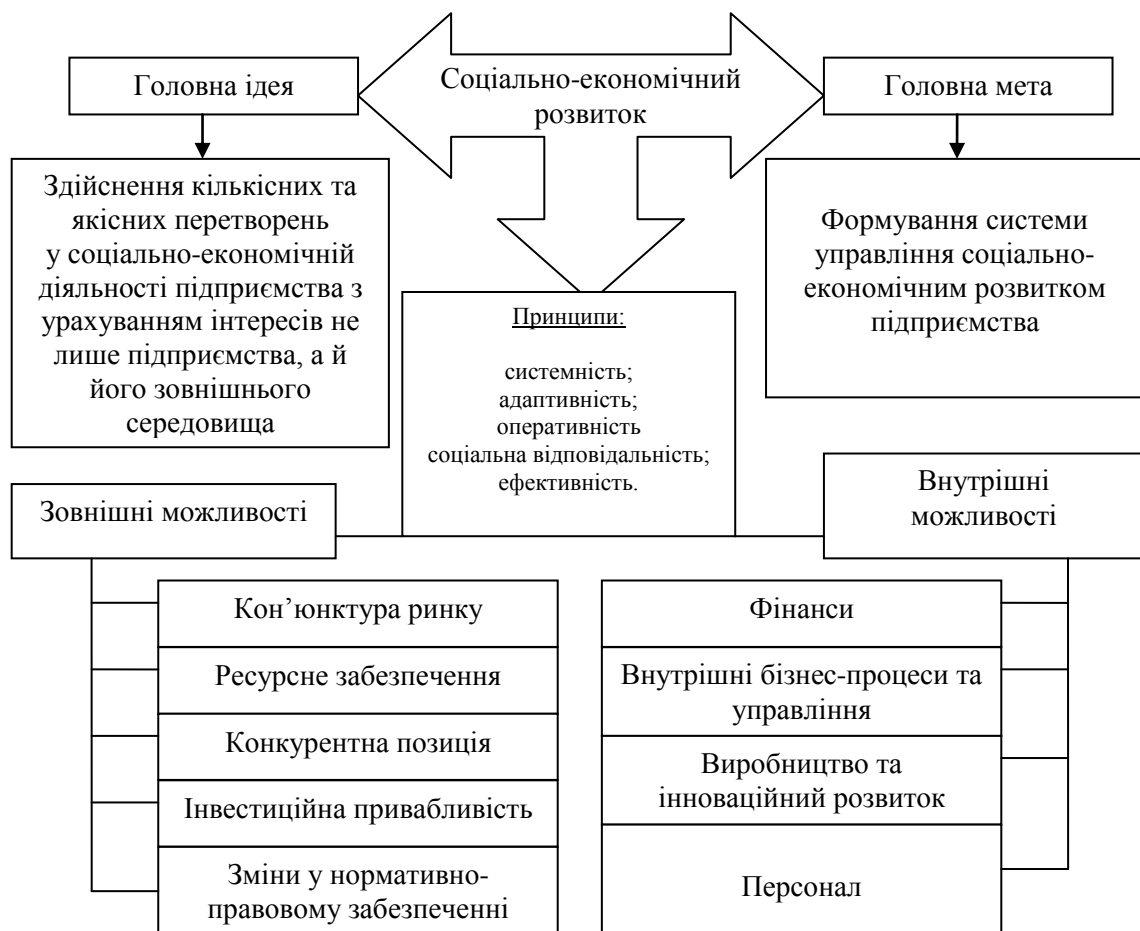 Соціально-економічний
розвиток
Головна ідея
Головна мета
Здійснення кількісних та
якісних перетворень
у соціально-економічній
діяльності підприємства з
урахуванням інтересів не
лише підприємства, а й
його зовнішнього
середовища
Формування системи
управління соціально-
економічним розвитком
підприємства
Принципи:
системність;
адаптивність;
оперативність
соціальна відповідальність;
ефективність.
Зовнішні можливості
Внутрішні
можливості
Кон’юнктура ринку
Ресурсне забезпечення
Конкурентна позиція
Інвестиційна привабливість
Зміни у нормативно-
правовому забезпеченні
Фінанси
Внутрішні бізнес-процеси та
управління
Виробництво та
інноваційний розвиток
Персонал